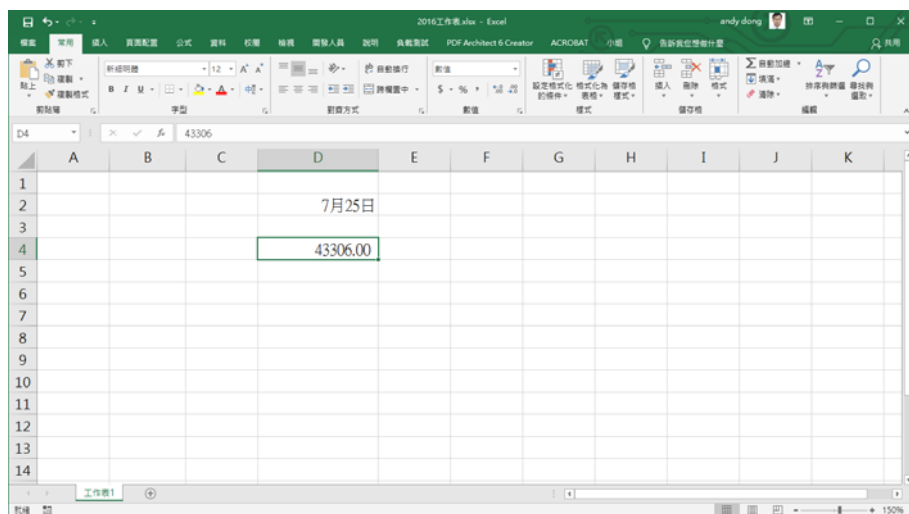 2016工作表.xlsx - Excel
andy dong
檔案 常用 插入 頁面配置 公式 資料 校閱 檢視 開發人員 說明 負載測試 PDF Architect 6 Creator ACROBAT 小組 告訴我您想做什麼 共用
貼上
剪下
複製
複製格式
剪貼簿
新細明體 12
B I U
字型
自動換行
跨欄置中
對齊方式
數值
$ % ,
數值
設定格式化的條件
格式化為表格
儲存格樣式
樣式
插入 刪除 格式
儲存格
自動加總
填滿
清除
排序與篩選
尋找與選取
編輯
D4 fx 43306
A B C D E F G H I J K
1
2 7月25日
3
4 43306.00
5
6
7
8
9
10
11
12
13
14
工作表1
就緒 150%